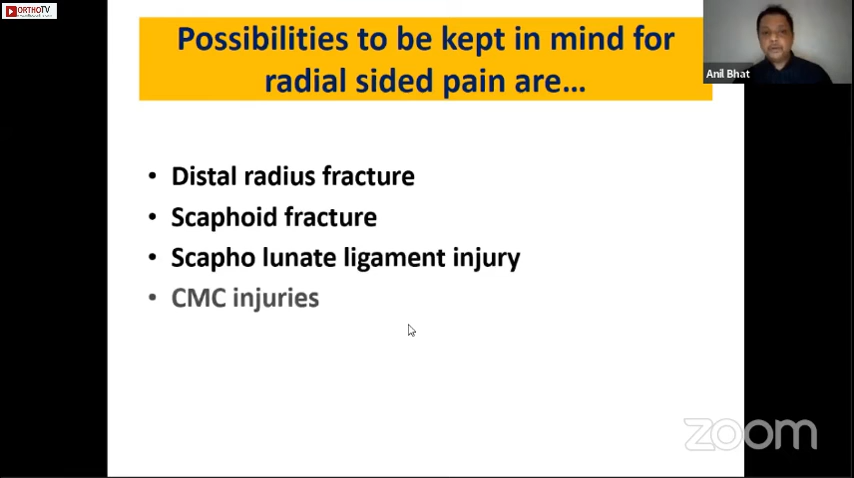 ORTHOTV
Possibilities to be kept in mind for
radial sided pain are...
Anil Bhat
• Distal radius fracture
• Scaphoid fracture
• Scapho lunate ligament injury
• CMC injuries
zoom